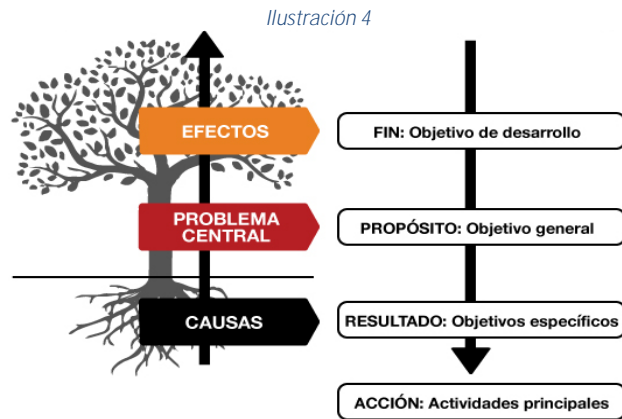 Ilustración 4
EFECTOS
FIN: Objetivo de desarrollo
PROBLEMA
CENTRAL
PROPÓSITO: Objetivo general
CAUSAS
RESULTADO: Objetivos específicos
ACCIÓN: Actividades principales